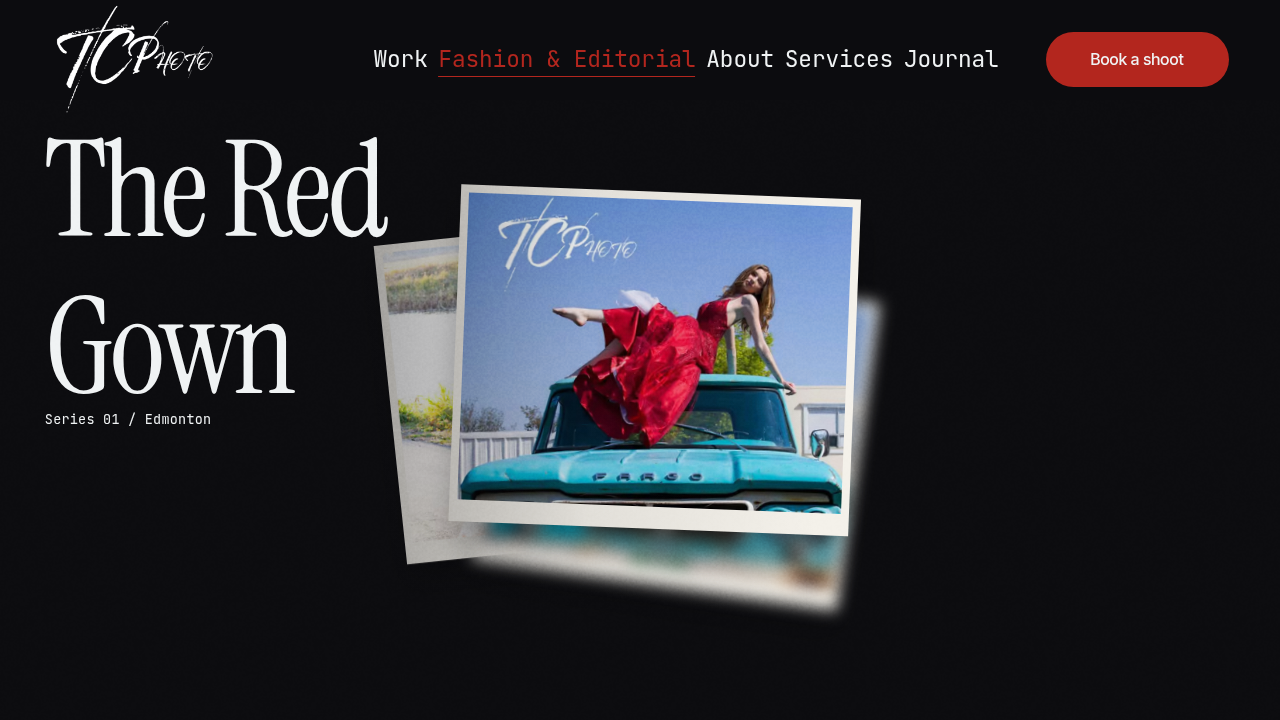 TCPHOTO
Work Fashion & Editorial About Services Journal
Book a shoot
The Red
Gown
Series 01 / Edmonton
TCPHOTO
FARGO